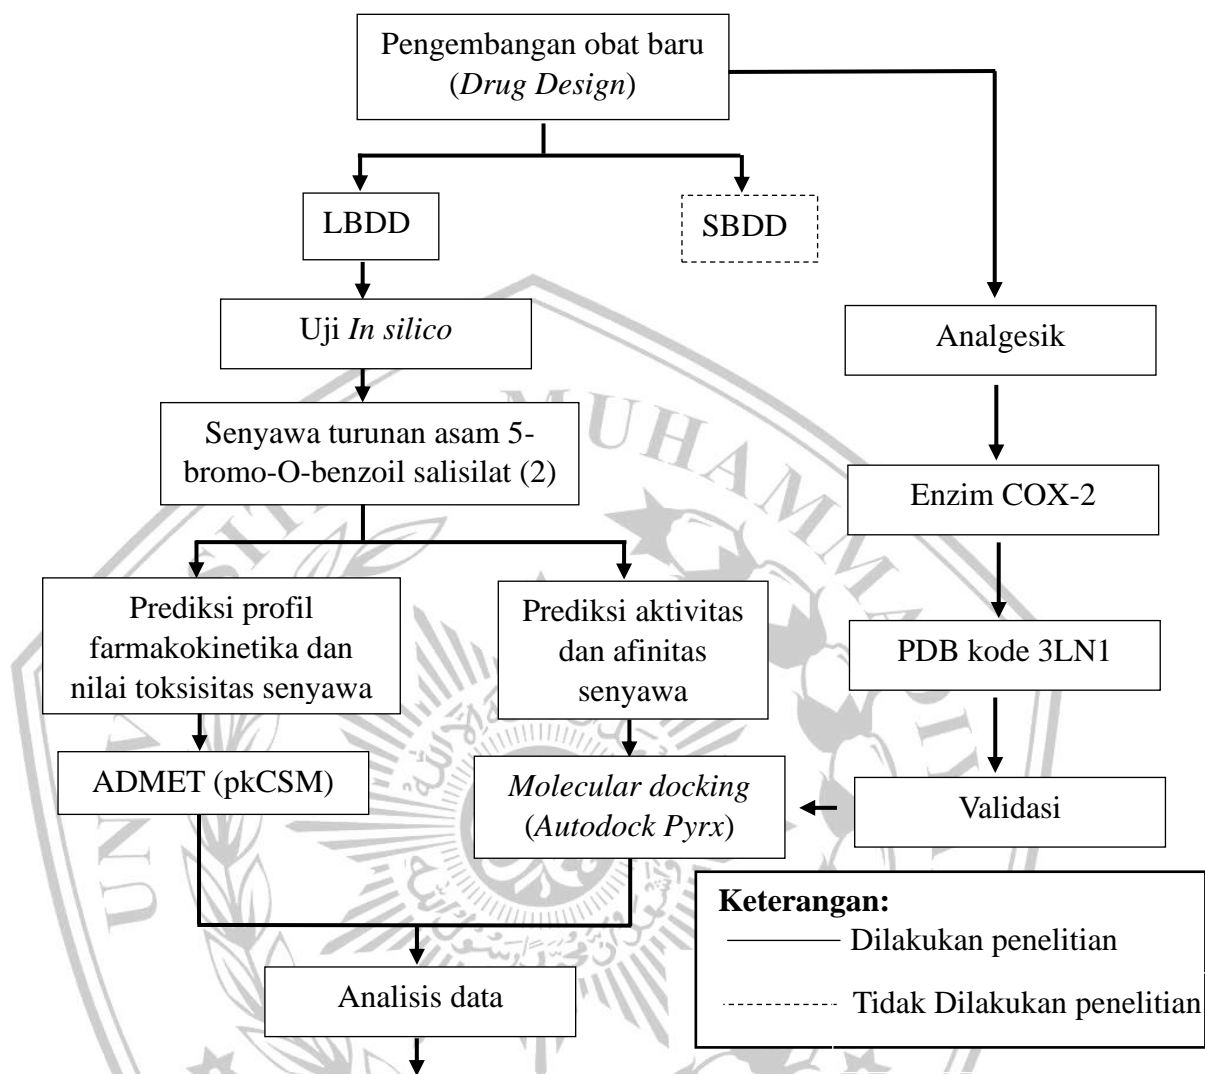 Pengembangan obat baru
(Drug Design)
LBDD
SBDD
Uji In silico
Analgesik
Senyawa turunan asam 5-
bromo-O-benzoil salisilat (2)
Enzim COX-2
Prediksi profil
farmakokinetika dan
nilai toksisitas senyawa
Prediksi aktivitas
dan afinitas
senyawa
PDB kode 3LN1
ADMET (pkCSM)
Molecular docking
(Autodock Pyrx)
Validasi
Keterangan:
Dilakukan penelitian
Tidak Dilakukan penelitian
Analisis data